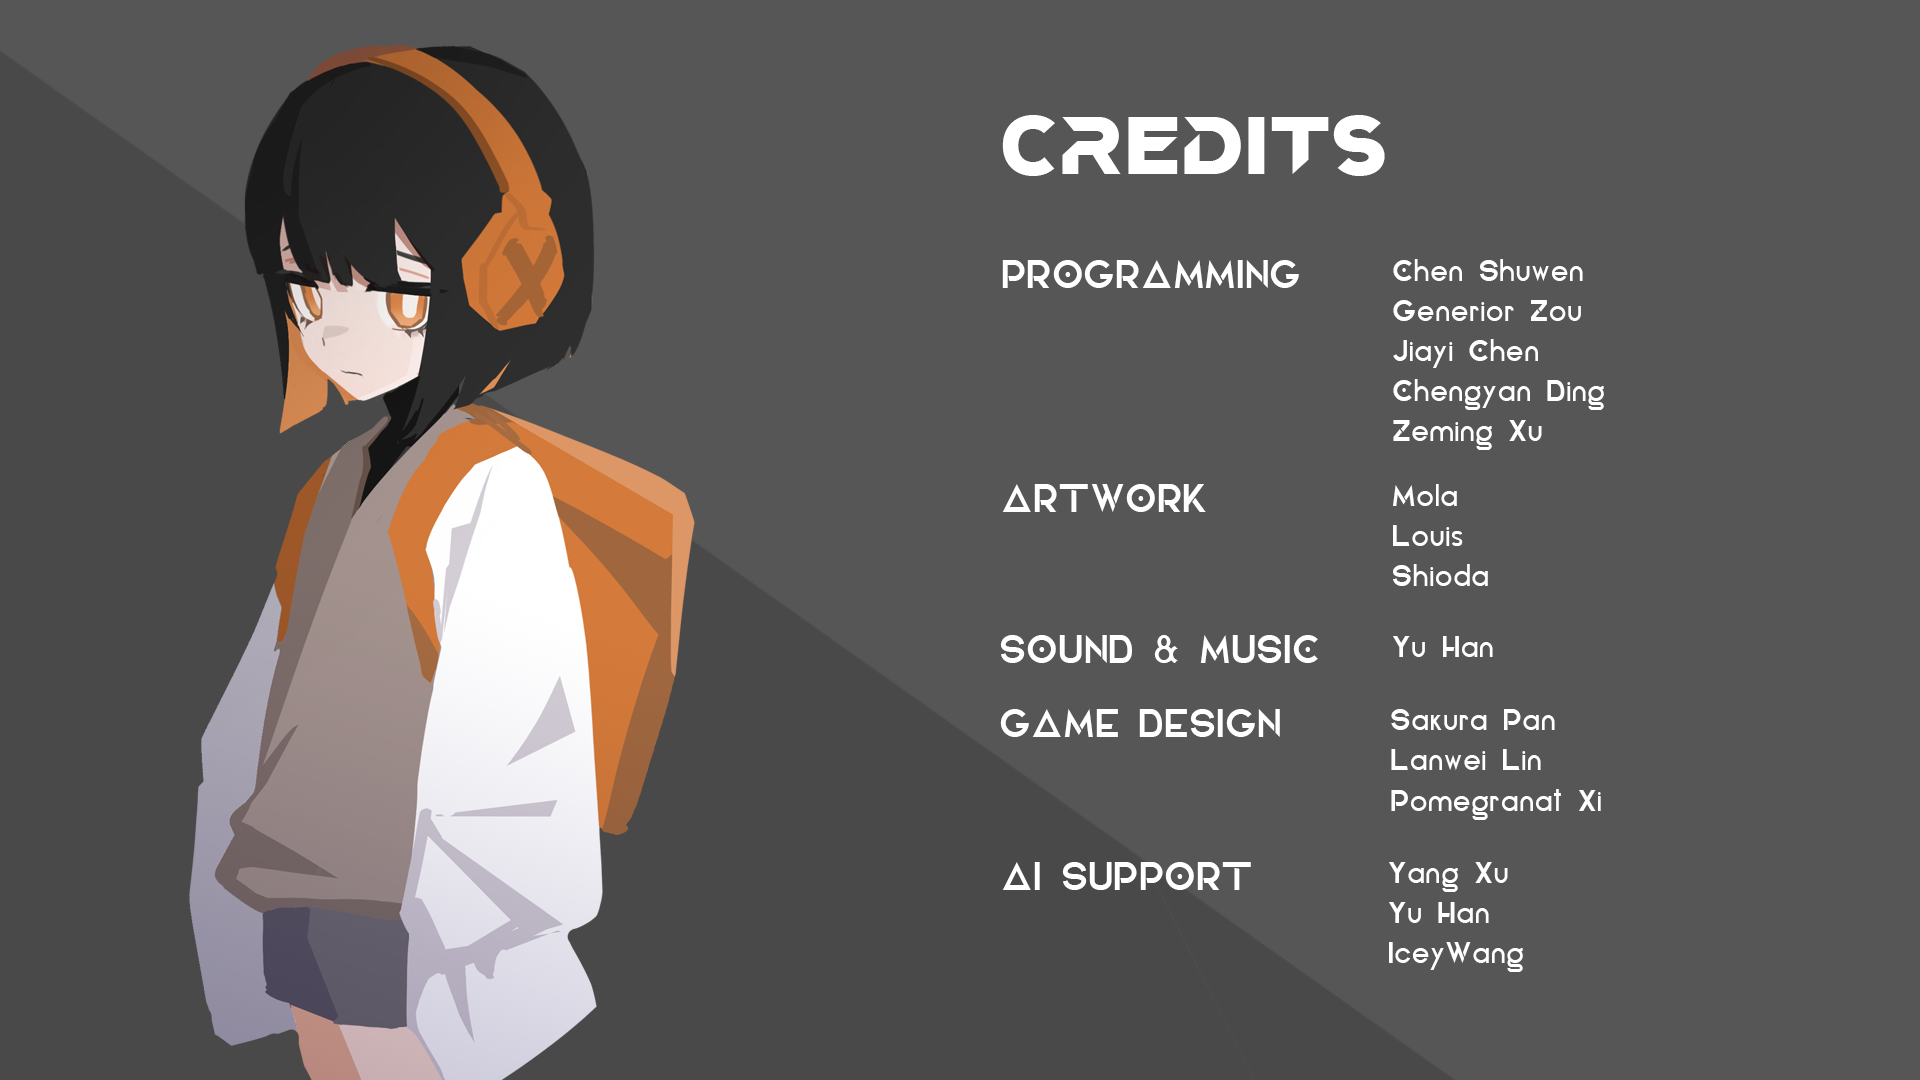 CREDITS
PROGRAMMING
Chen Shuwen
Generior Zou
Jiayi Chen
Chengyan Ding
Zeming Xu
ARTWORK
Mola
Louis
Shioda
SOUND & MUSIC
Yu Han
GAME DESIGN
Sakura Pan
Lanwei Lin
Pomegranat Xi
AI SUPPORT
Yang Xu
Yu Han
IceyWang
X